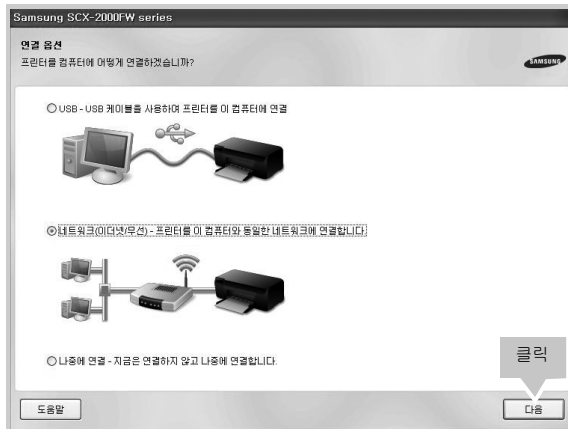 Samsung SCX-2000FW series
연결 옵션
프린터를 컴퓨터에 어떻게 연결하겠습니까?
SAMSUNG
USB - USB 케이블을 사용하여 프린터를 이 컴퓨터에 연결
네트워크(이더넷/무선) - 프린터를 이 컴퓨터와 동일한 네트워크에 연결합니다.
나중에 연결 - 지금은 연결하지 않고 나중에 연결합니다.
클릭
도움말
다음